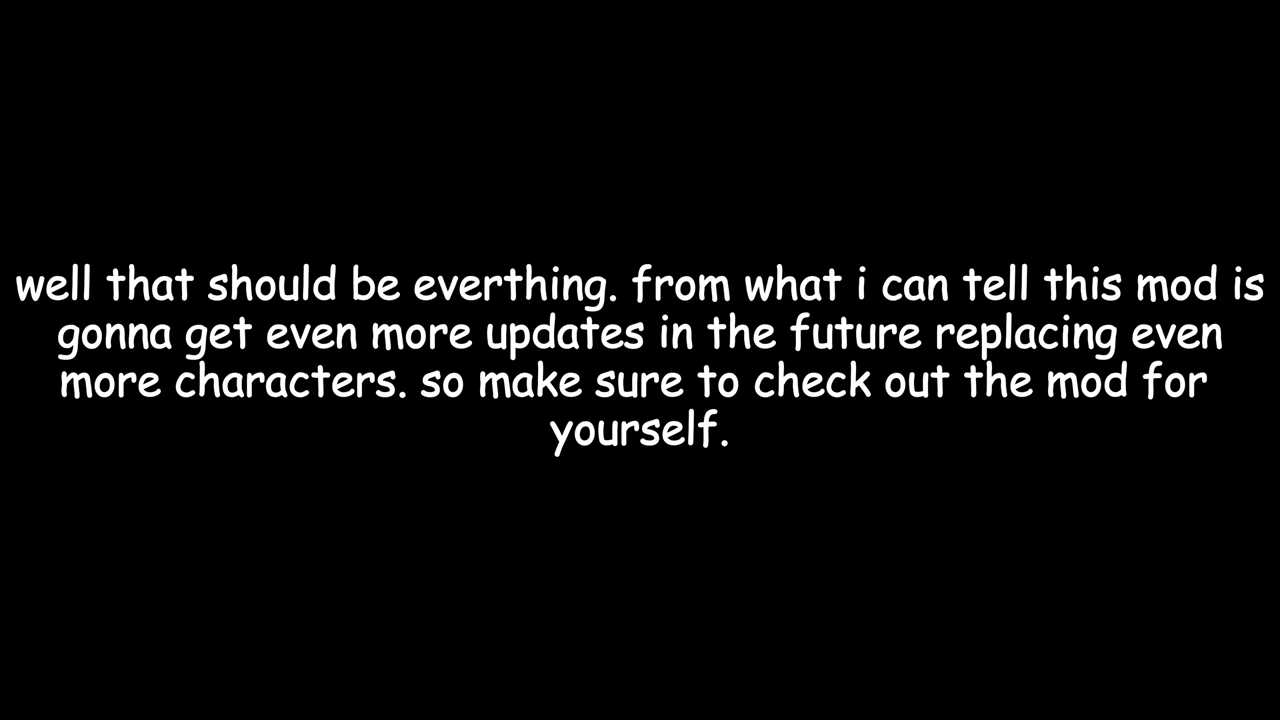 well that should be everthing. from what i can tell this mod is
gonna get even more updates in the future replacing even
more characters. so make sure to check out the mod for
yourself.